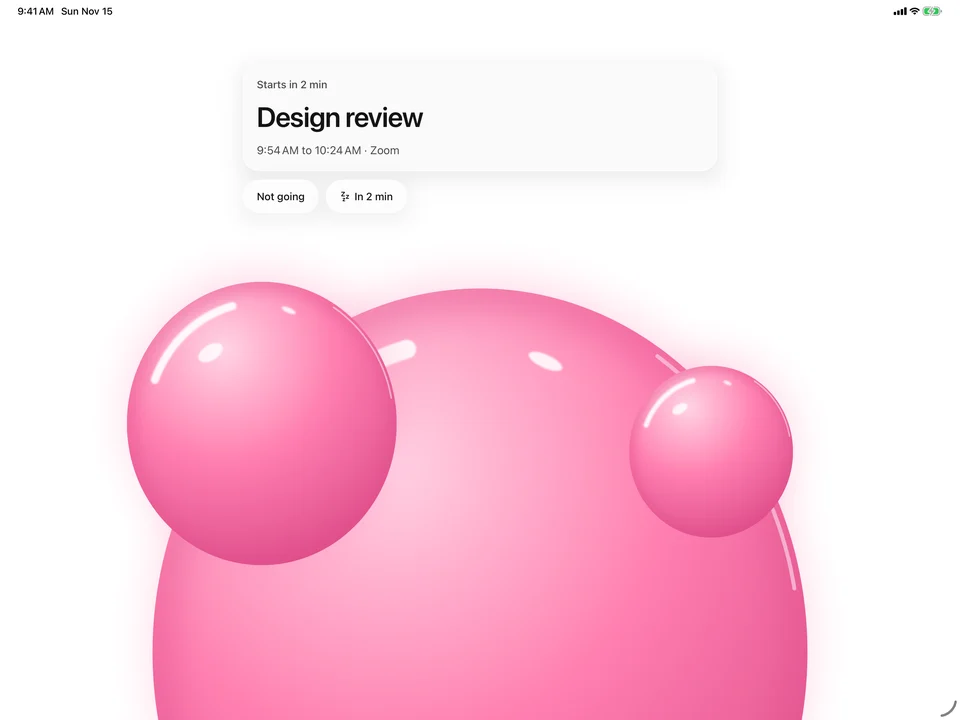 9:41 AM Sun Nov 15
Starts in 2 min
Design review
9:54 AM to 10:24 AM · Zoom
Not going
In 2 min